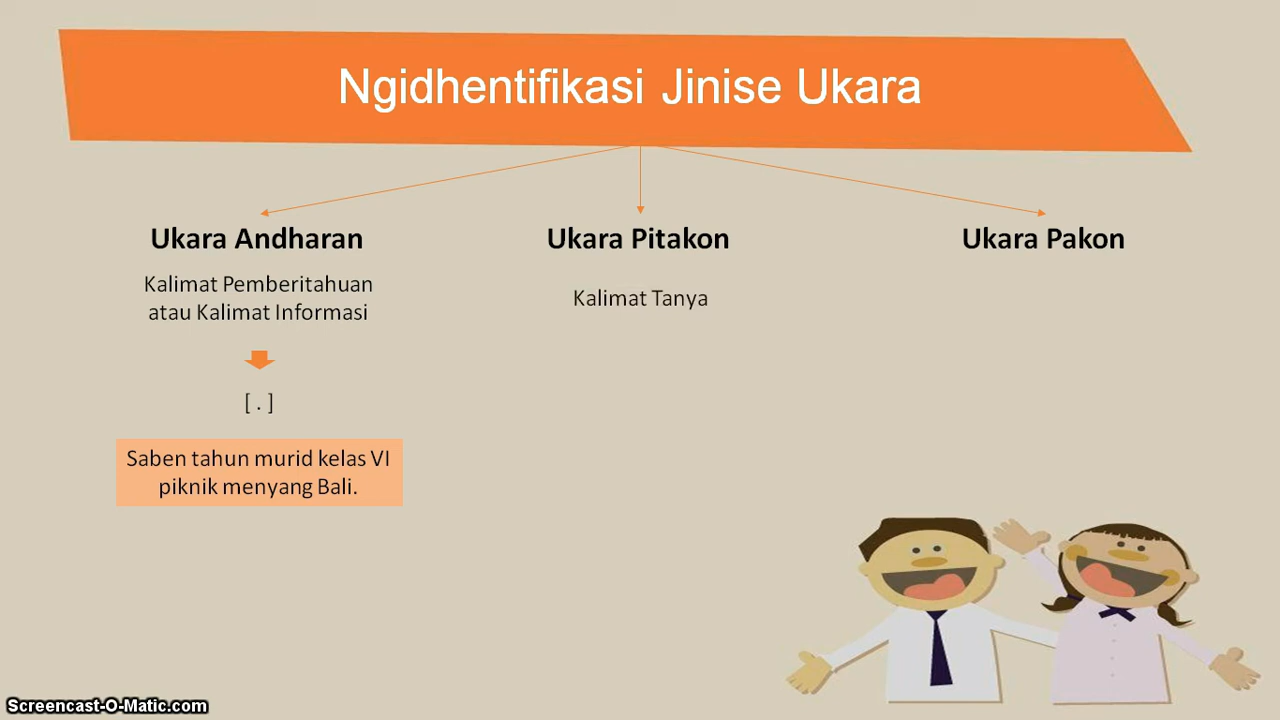 Ngidhentifikasi Jinise Ukara
Ukara Andharan
Kalimat Pemberitahuan
atau Kalimat Informasi
[ . ]
Saben tahun murid kelas VI
piknik menyang Bali.
Ukara Pitakon
Kalimat Tanya
Ukara Pakon
Screencast-O-Matic.com